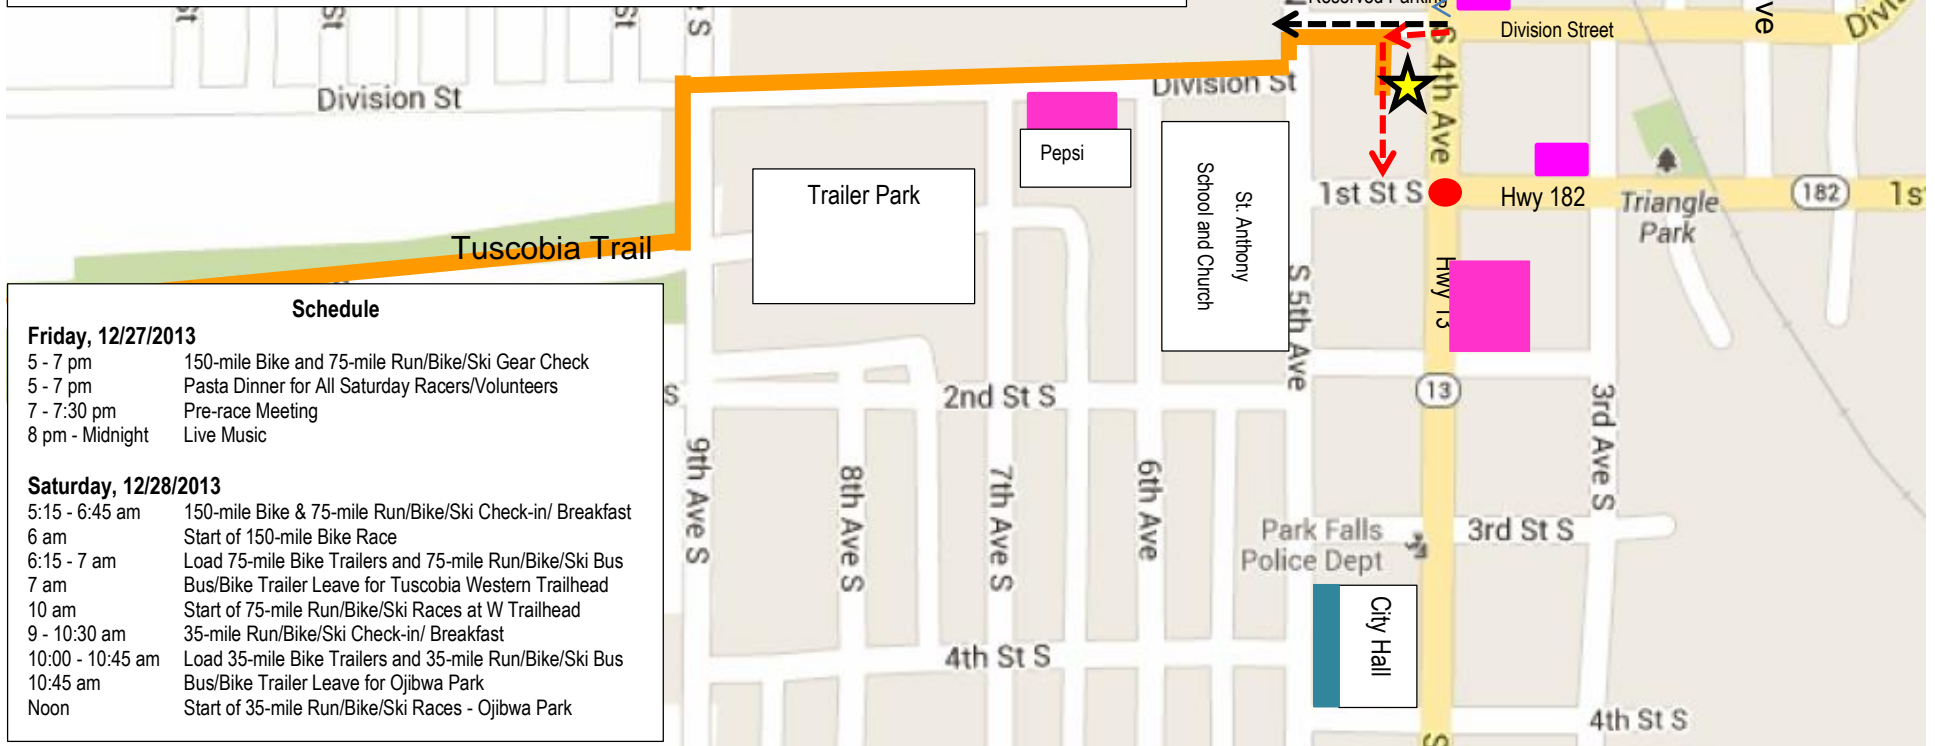 St
St
St
e S
Reserved Parking
ve
Division Street
Divis
S 4th Ave
Division St
Division St
Pepsi
Trailer Park
St. Anthony
School and Church
1st St S
Hwy 182
Triangle
Park
182
1s
Tuscobia Trail
Hwy 13
S 5th Ave
13
Schedule
Friday, 12/27/2013
5 - 7 pm 150-mile Bike and 75-mile Run/Bike/Ski Gear Check
5 - 7 pm Pasta Dinner for All Saturday Racers/Volunteers
7 - 7:30 pm Pre-race Meeting
8 pm - Midnight Live Music
Saturday, 12/28/2013
5:15 - 6:45 am 150-mile Bike & 75-mile Run/Bike/Ski Check-in/ Breakfast
6 am Start of 150-mile Bike Race
6:15 - 7 am Load 75-mile Bike Trailers and 75-mile Run/Bike/Ski Bus
7 am Bus/Bike Trailer Leave for Tuscobia Western Trailhead
10 am Start of 75-mile Run/Bike/Ski Races at W Trailhead
9 - 10:30 am 35-mile Run/Bike/Ski Check-in/ Breakfast
10:00 - 10:45 am Load 35-mile Bike Trailers and 35-mile Run/Bike/Ski Bus
10:45 am Bus/Bike Trailer Leave for Ojibwa Park
Noon Start of 35-mile Run/Bike/Ski Races - Ojibwa Park
S
2nd St S
3rd Ave S
9th Ave S
8th Ave S
7th Ave S
6th Ave
Park Falls
Police Dept
3rd St S
City Hall
4th St S
4th St S
S